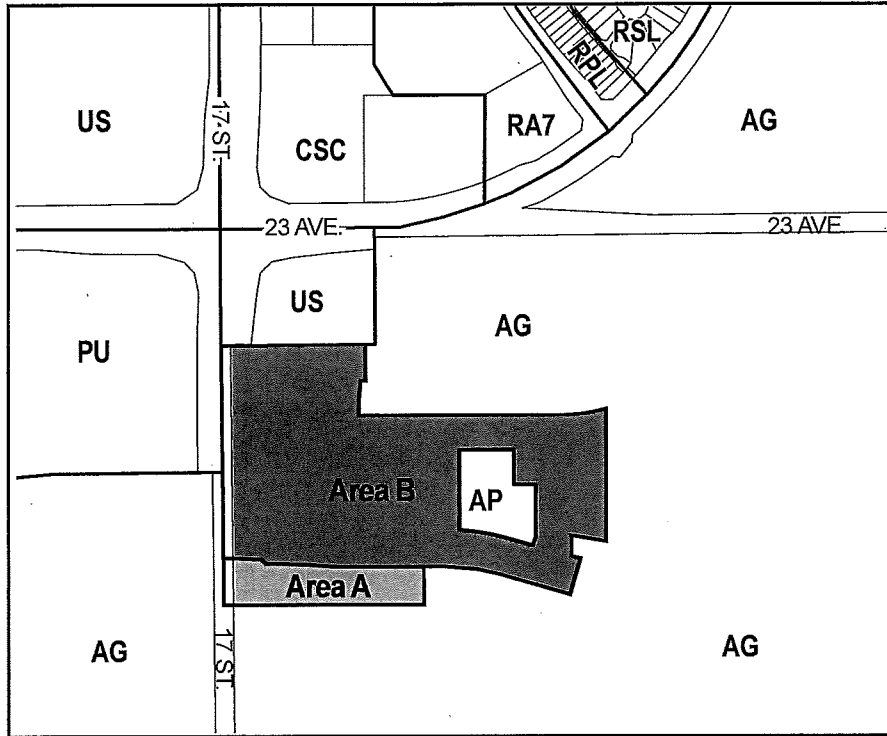 RSL
RPL
US
17 ST.
CSC
RA7
AG
23 AVE.
23 AVE.
US
AG
PU
Area B
AP
Area A
AG
17 ST.
AG